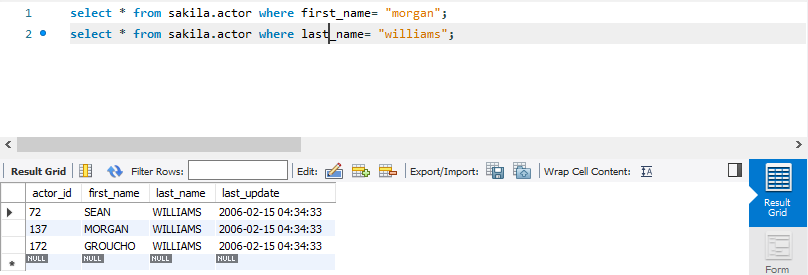 1 select * from sakila.actor where first_name= "morgan";
2 select * from sakila.actor where last_name= "williams";
Result Grid Filter Rows: Edit: Export/Import: Wrap Cell Content:
actor_id first_name last_name last_update
72 SEAN WILLIAMS 2006-02-15 04:34:33
137 MORGAN WILLIAMS 2006-02-15 04:34:33
172 GROUCHO WILLIAMS 2006-02-15 04:34:33
NULL NULL NULL NULL
Result
Grid
Form